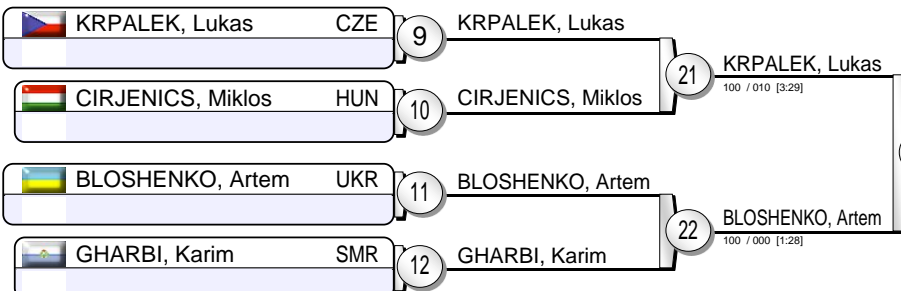 KRPALEK, Lukas CZE
9
KRPALEK, Lukas
CIRJENICS, Miklos HUN
10
CIRJENICS, Miklos
21
KRPALEK, Lukas
100 / 010 [3:29]
BLOSHENKO, Artem UKR
11
BLOSHENKO, Artem
GHARBI, Karim SMR
12
GHARBI, Karim
22
BLOSHENKO, Artem
100 / 000 [1:28]